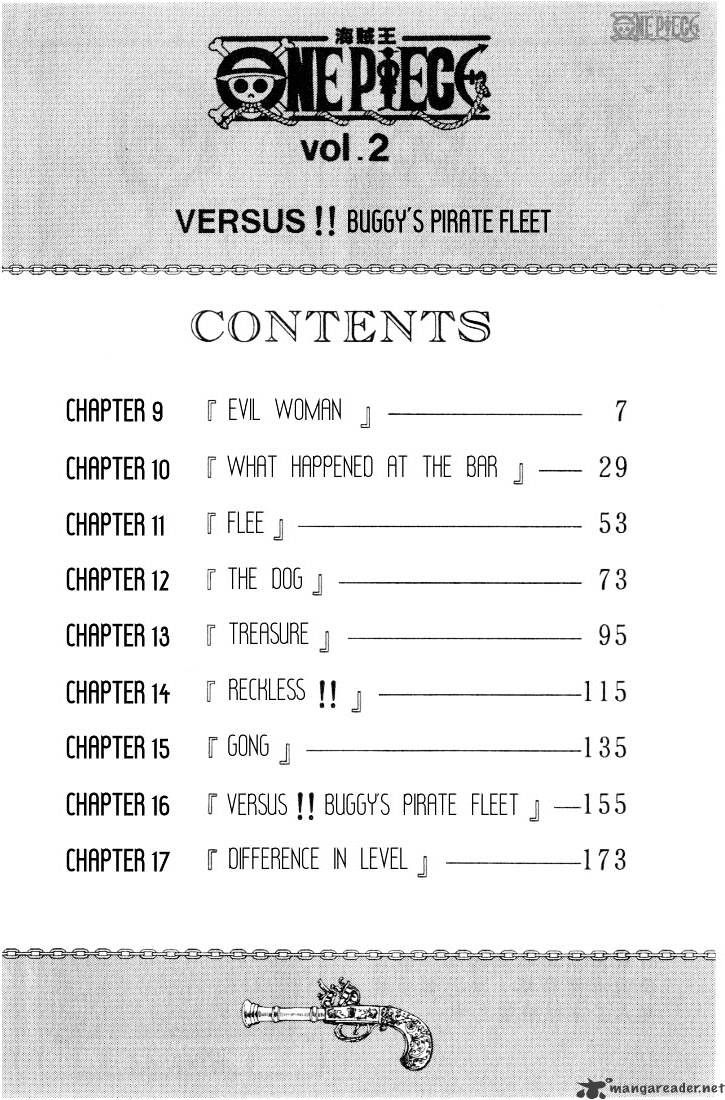 ONE PIECE
海賊王
ONE PIECE
vol.2
VERSUS!! BUGGY'S PIRATE FLEET
CONTENTS
CHAPTER 9 『 EVIL WOMAN 』 7
CHAPTER 10 『 WHAT HAPPENED AT THE BAR 』 29
CHAPTER 11 『 FLEE 』 53
CHAPTER 12 『 THE DOG 』 73
CHAPTER 13 『 TREASURE 』 95
CHAPTER 14 『 RECKLESS!! 』 115
CHAPTER 15 『 GONG 』 135
CHAPTER 16 『 VERSUS!! BUGGY'S PIRATE FLEET 』 155
CHAPTER 17 『 DIFFERENCE IN LEVEL 』 173
mangareader.net